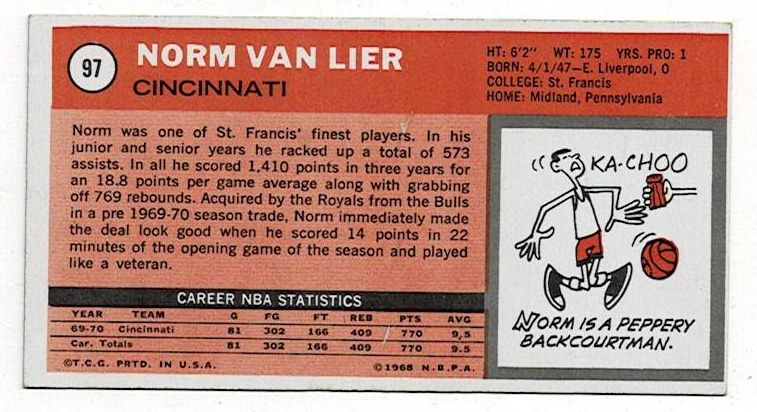 97
NORM VAN LIER
CINCINNATI
HT: 6'2" WT: 175 YRS. PRO: 1
BORN: 4/1/47—E. Liverpool, O
COLLEGE: St. Francis
HOME: Midland, Pennsylvania
Norm was one of St. Francis' finest players. In his
junior and senior years he racked up a total of 573
assists. In all he scored 1,410 points in three years for
an 18.8 points per game average along with grabbing
off 769 rebounds. Acquired by the Royals from the Bulls
in a pre 1969-70 season trade, Norm immediately made
the deal look good when he scored 14 points in 22
minutes of the opening game of the season and played
like a veteran.
KA-CHOO
NORM IS A PEPPERY
BACKCOURTMAN.
CAREER NBA STATISTICS
YEAR TEAM G FG FT REB PTS AVG
69-70 Cincinnati 81 302 166 409 770 9.5
Car. Totals 81 302 166 409 770 9.5
©T.C.G. PRTD. IN U.S.A. ©1968 N.B.P.A.